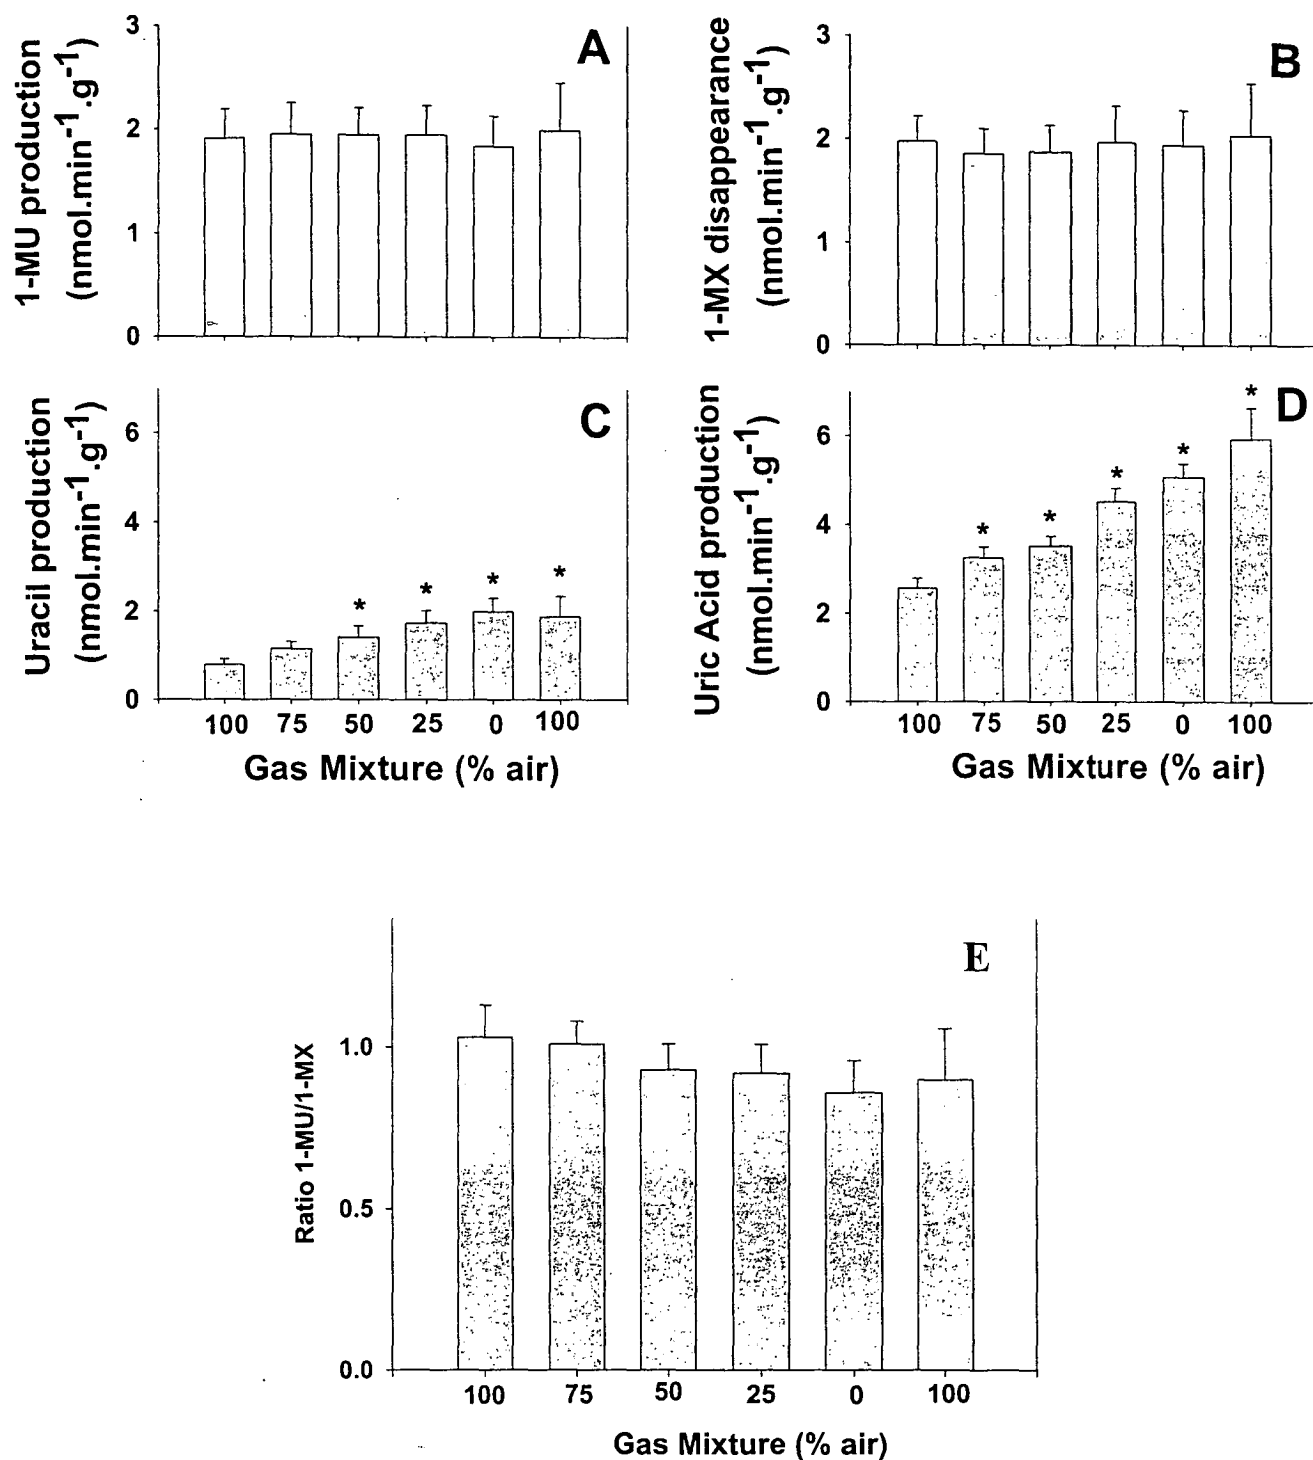 A
1-MU production
(nmol.min⁻¹.g⁻¹)
3
2
1
0
B
1-MX disappearance
(nmol.min⁻¹.g⁻¹)
3
2
1
0
C
Uracil production
(nmol.min⁻¹.g⁻¹)
6
4
2
0
* * * *
100 75 50 25 0 100
Gas Mixture (% air)
D
Uric Acid production
(nmol.min⁻¹.g⁻¹)
6
4
2
0
* * * * *
100 75 50 25 0 100
Gas Mixture (% air)
E
Ratio 1-MU/1-MX
1.0
0.5
0.0
100 75 50 25 0 100
Gas Mixture (% air)